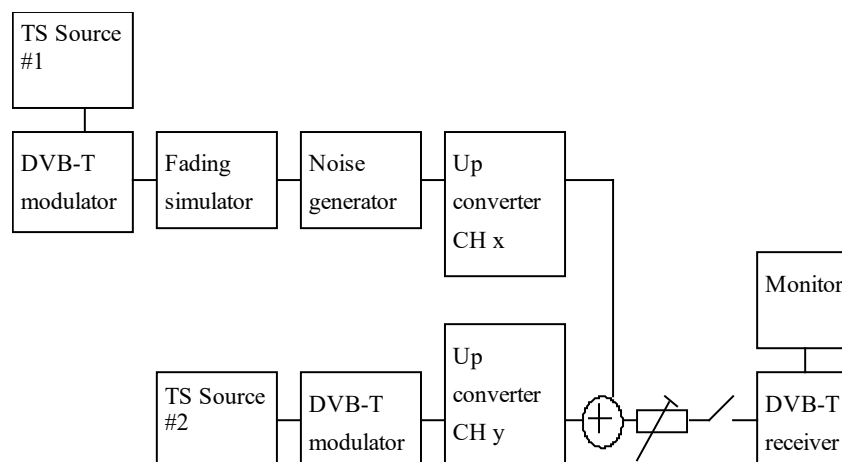 TS Source
#1
DVB-T
modulator
Fading
simulator
Noise
generator
Up
converter
CH x
Monitor
TS Source
#2
DVB-T
modulator
Up
converter
CH y
+
DVB-T
receiver